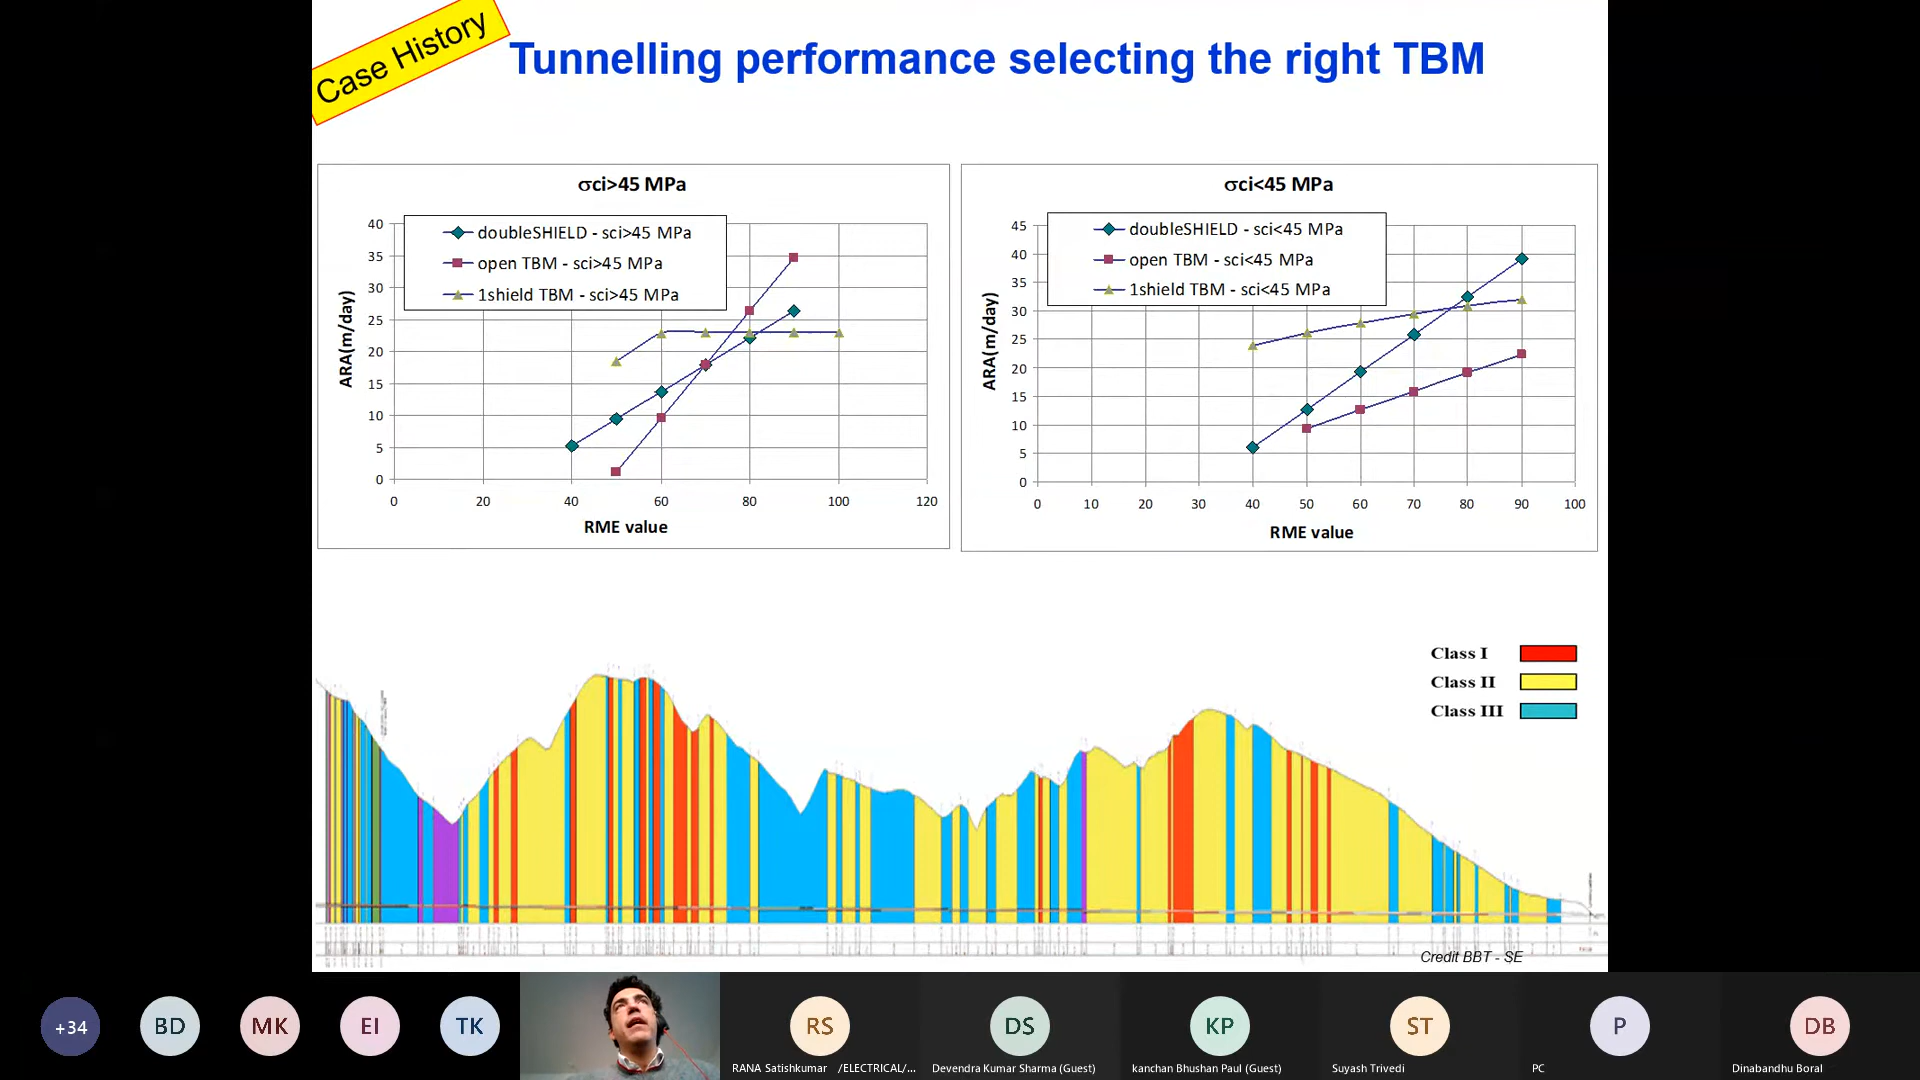 Case History
Tunnelling performance selecting the right TBM
σci>45 MPa
doubleSHIELD - sci>45 MPa
open TBM - sci>45 MPa
1shield TBM - sci>45 MPa
ARA(m/day)
40
35
30
25
20
15
10
5
0
0 20 40 60 80 100 120
RME value
σci<45 MPa
doubleSHIELD - sci<45 MPa
open TBM - sci<45 MPa
1shield TBM - sci<45 MPa
ARA(m/day)
45
40
35
30
25
20
15
10
5
0
0 10 20 30 40 50 60 70 80 90 100
RME value
Class I
Class II
Class III
Credit BBT - SE
+34
BD
MK
EI
TK
RS
DS
KP
ST
P
DB
RANA Satishkumar /ELECTRICAL/...
Devendra Kumar Sharma (Guest)
kanchan Bhushan Paul (Guest)
Suyash Trivedi
PC
Dinabandhu Boral